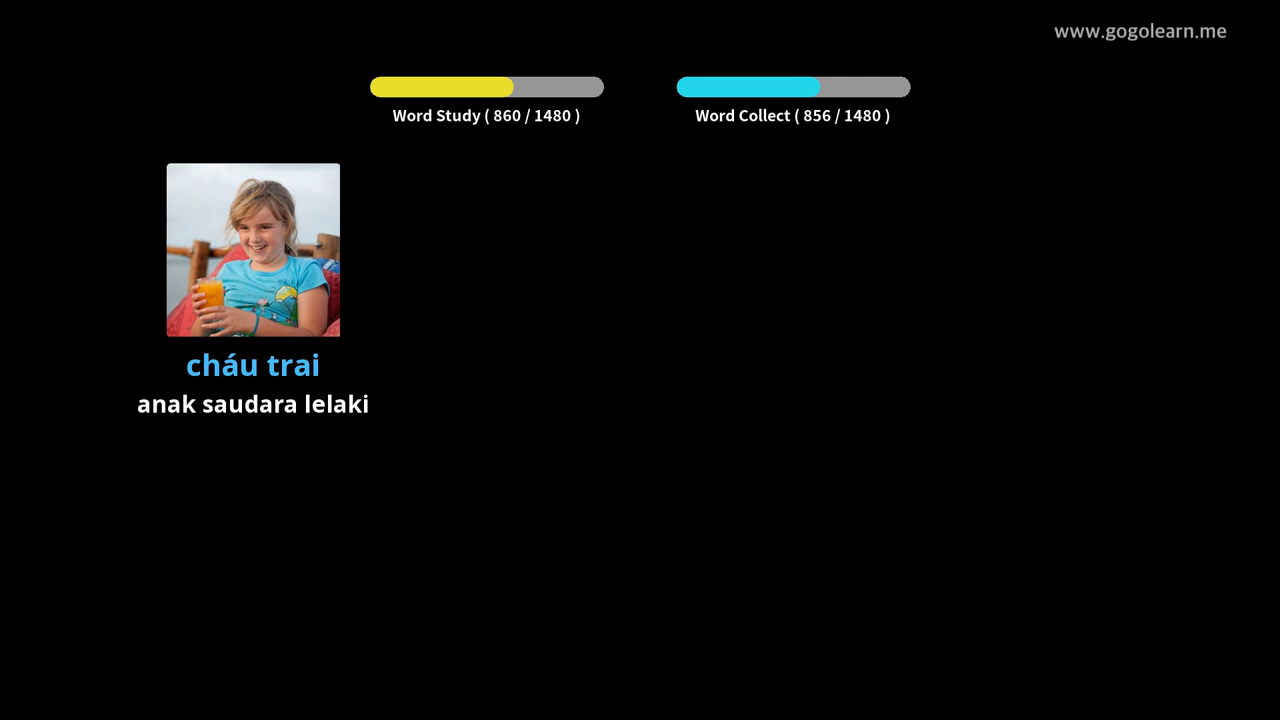 www.gogolearn.me
Word Study ( 860 / 1480 )
Word Collect ( 856 / 1480 )
cháu trai
anak saudara lelaki